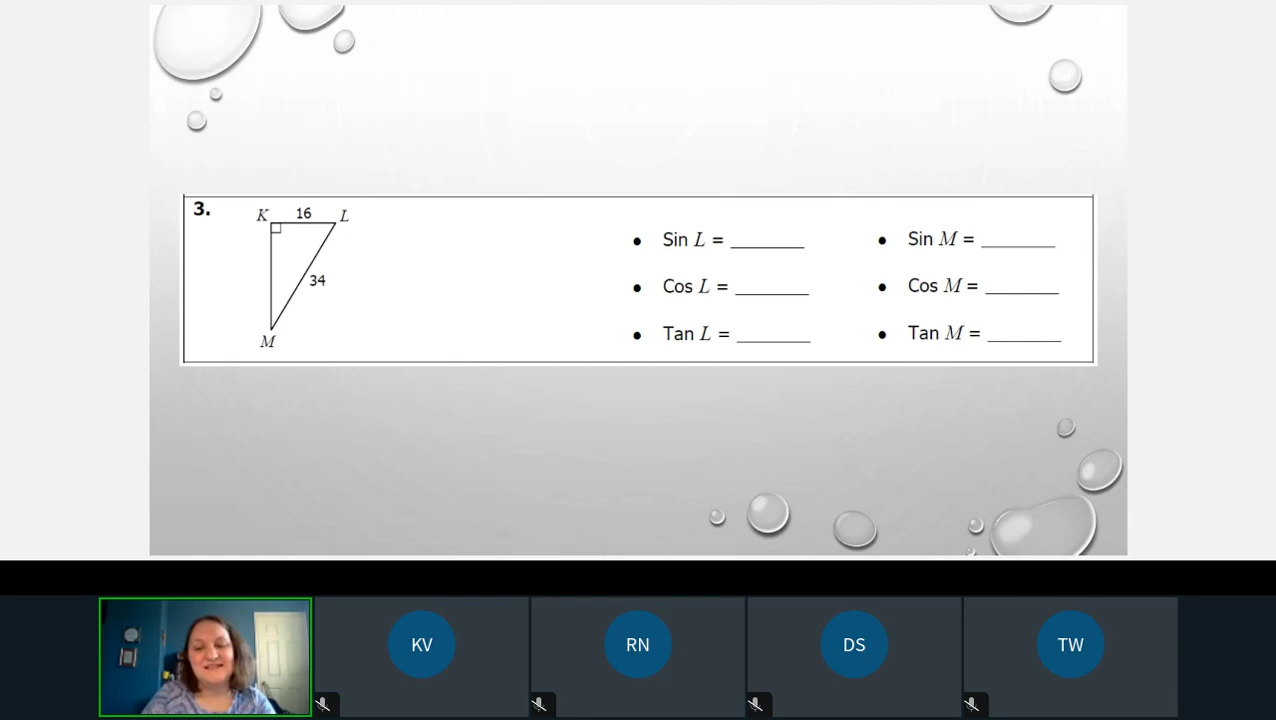 3.
K 16 L
34
M
• Sin L = ________
• Cos L = ________
• Tan L = ________
• Sin M = ________
• Cos M = ________
• Tan M = ________
KV RN DS TW